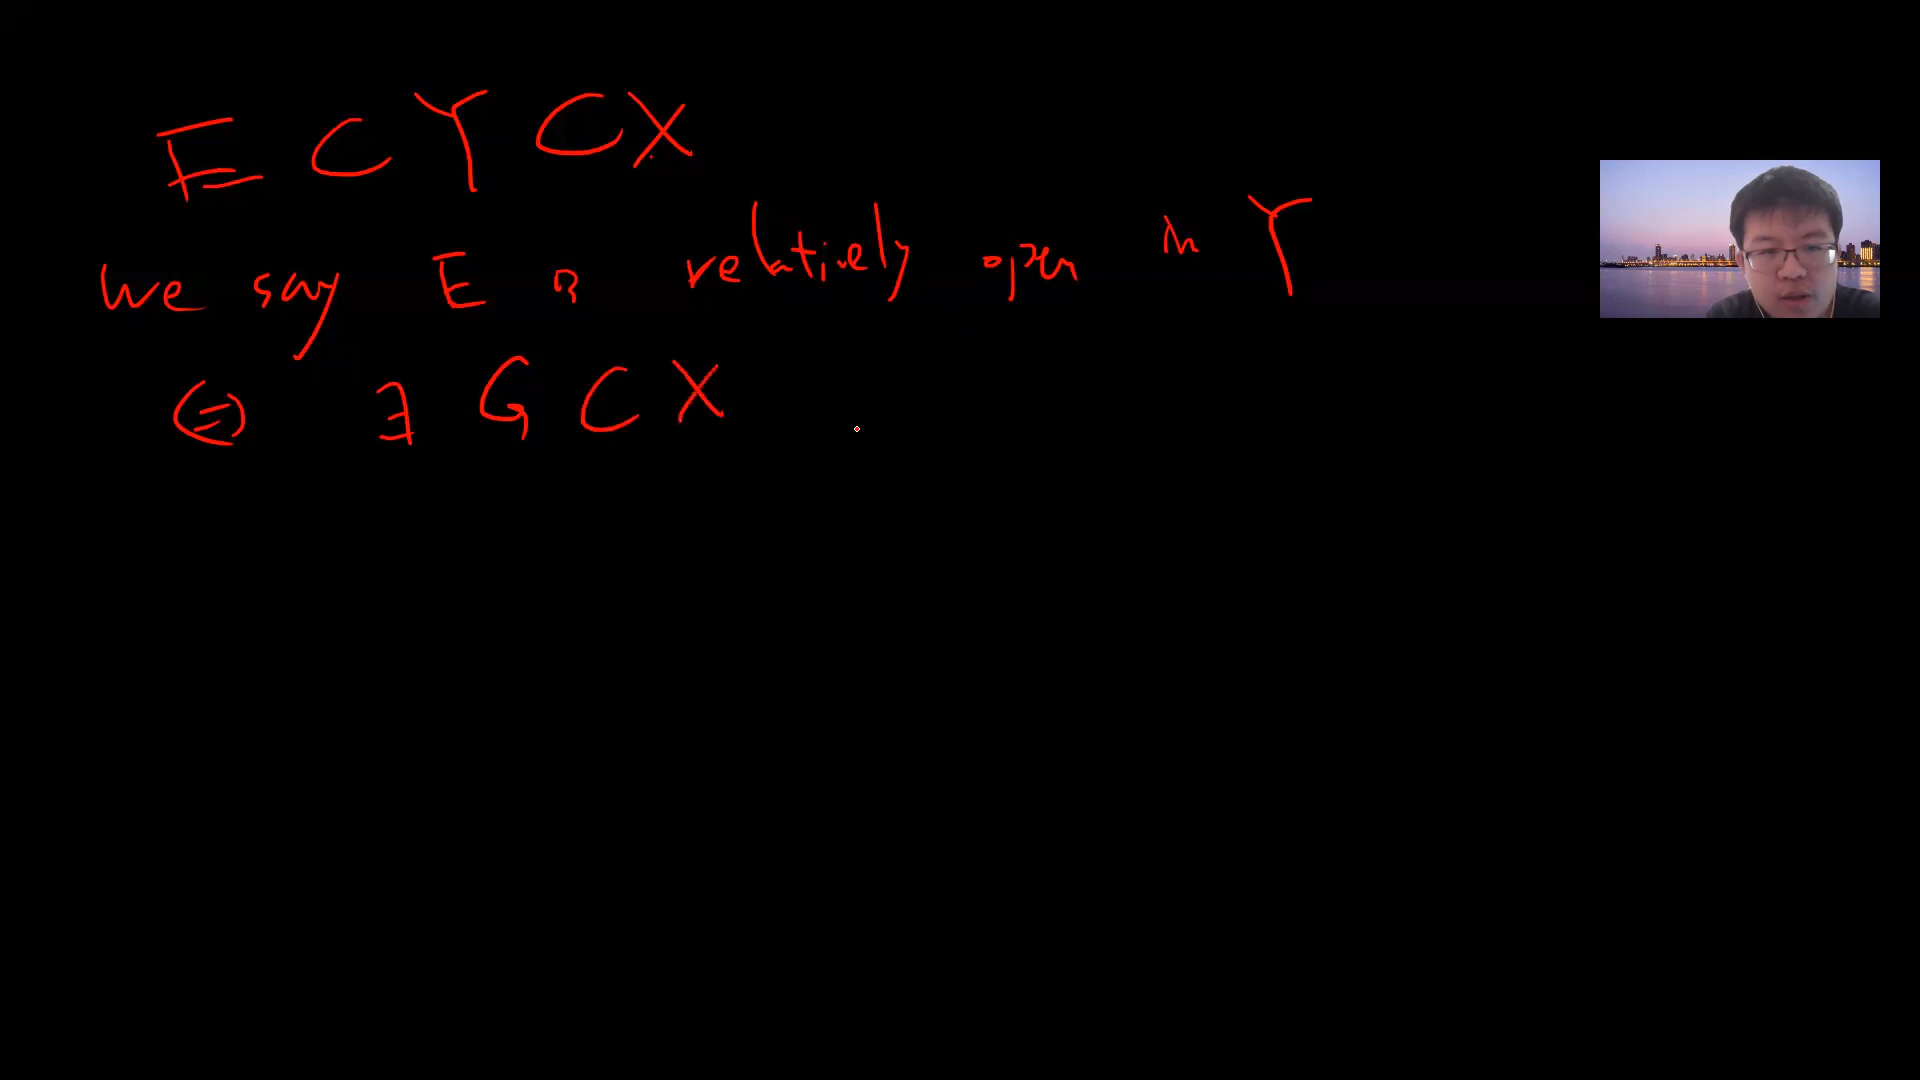 E ⊂ Y ⊂ X
We say E is relatively open in Y
⇔ ∃ G ⊂ X